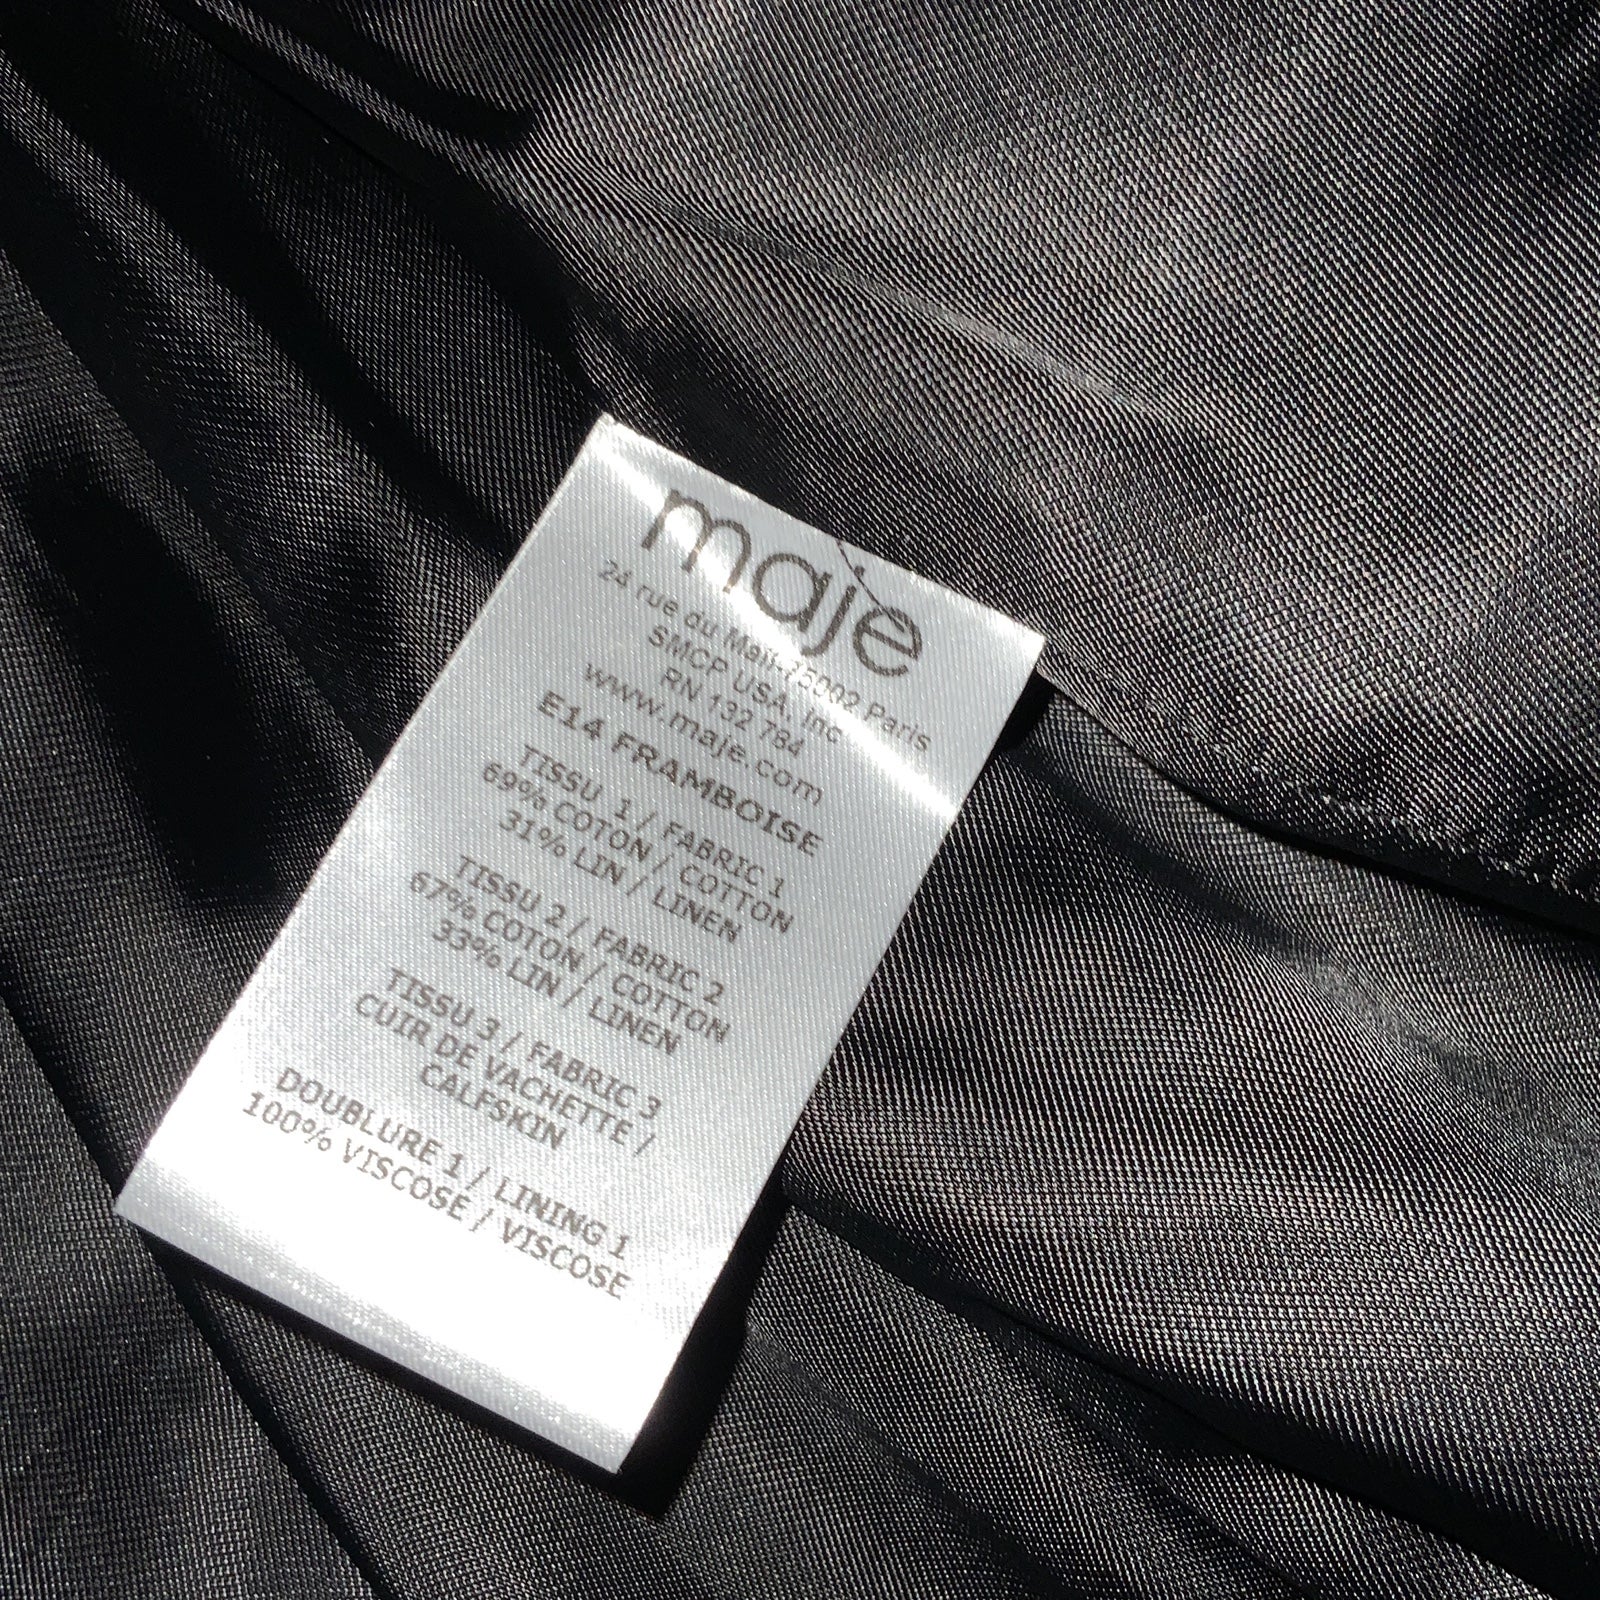 maje
24 rue du Mail-75002 Paris
SMCP USA, Inc
RN 132 784
www.maje.com
E14 FRAMBOISE
TISSU 1 / FABRIC 1
69% COTON / COTTON
31% LIN / LINEN
TISSU 2 / FABRIC 2
67% COTON / COTTON
33% LIN / LINEN
TISSU 3 / FABRIC 3
CUIR DE VACHETTE /
CALFSKIN
DOUBLURE 1 / LINING 1
100% VISCOSE / VISCOSE